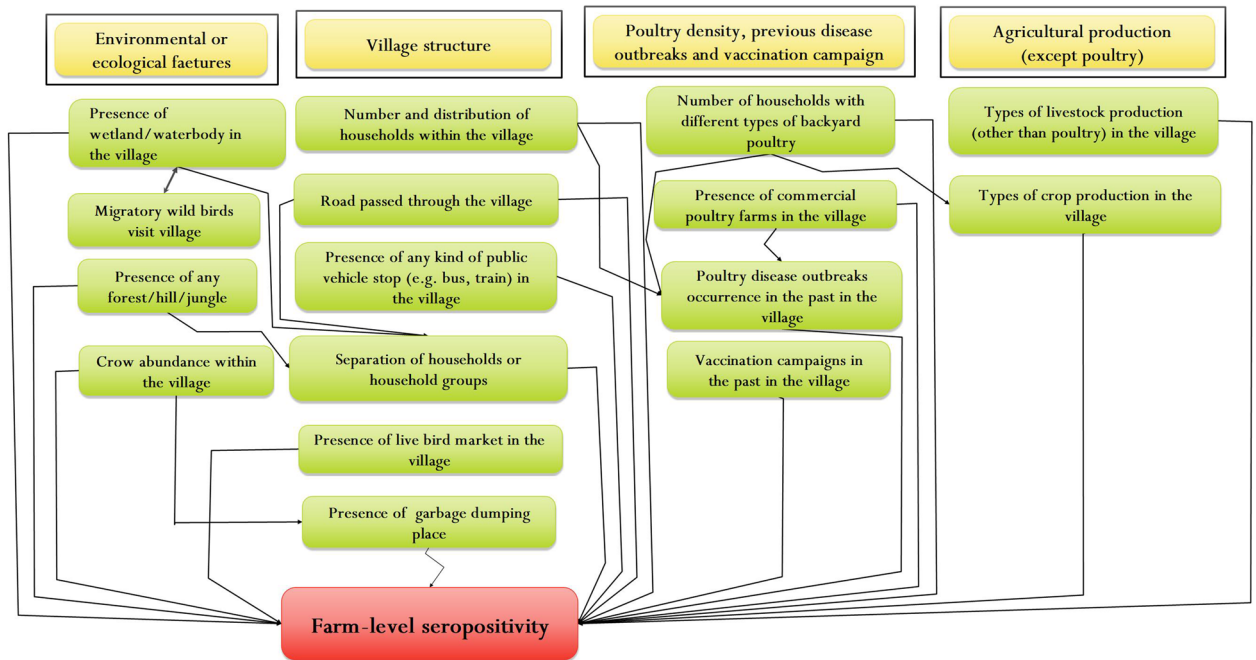 Environmental or
ecological faetures
Village structure
Poultry density, previous disease
outbreaks and vaccination campaign
Agricultural production
(except poultry)
Presence of
wetland/waterbody in
the village
Migratory wild birds
visit village
Presence of any
forest/hill/jungle
Crow abundance within
the village
Number and distribution of
households within the village
Road passed through the village
Presence of any kind of public
vehicle stop (e.g. bus, train) in
the village
Separation of households or
household groups
Presence of live bird market in the
village
Presence of garbage dumping
place
Number of households with
different types of backyard
poultry
Presence of commercial
poultry farms in the village
Poultry disease outbreaks
occurrence in the past in the
village
Vaccination campaigns in
the past in the village
Types of livestock production
(other than poultry) in the village
Types of crop production in the
village
Farm-level seropositivity